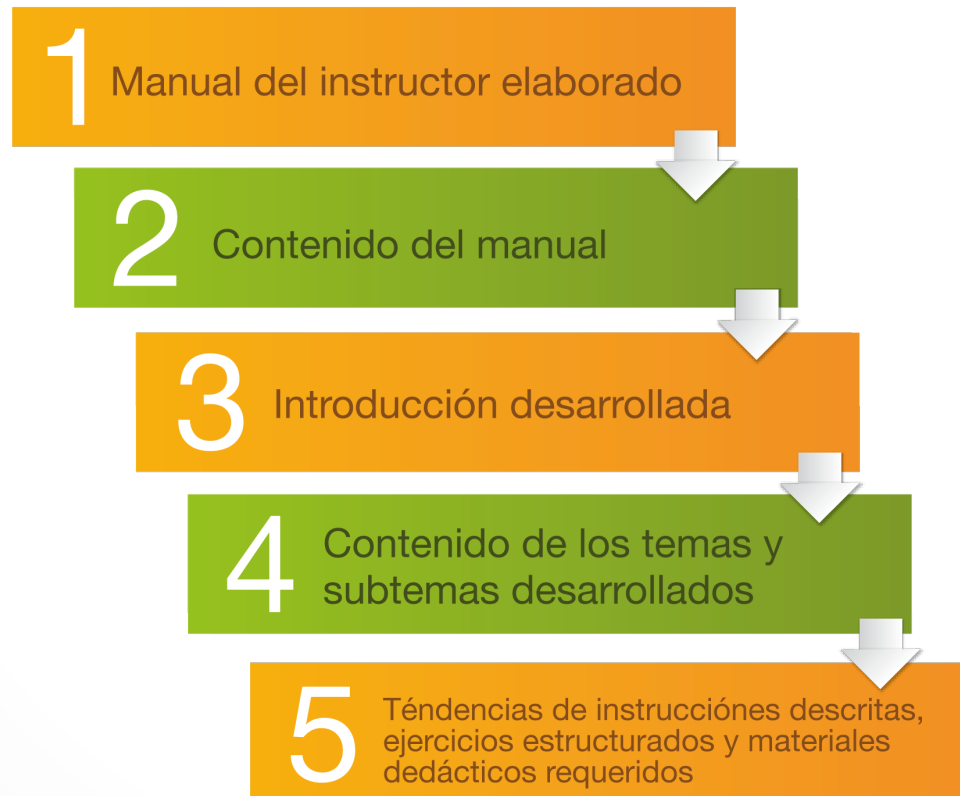 1
Manual del instructor elaborado
2
Contenido del manual
3
Introducción desarrollada
4
Contenido de los temas y
subtemas desarrollados
5
Téndencias de instrucciónes descritas,
ejercicios estructurados y materiales
dedácticos requeridos